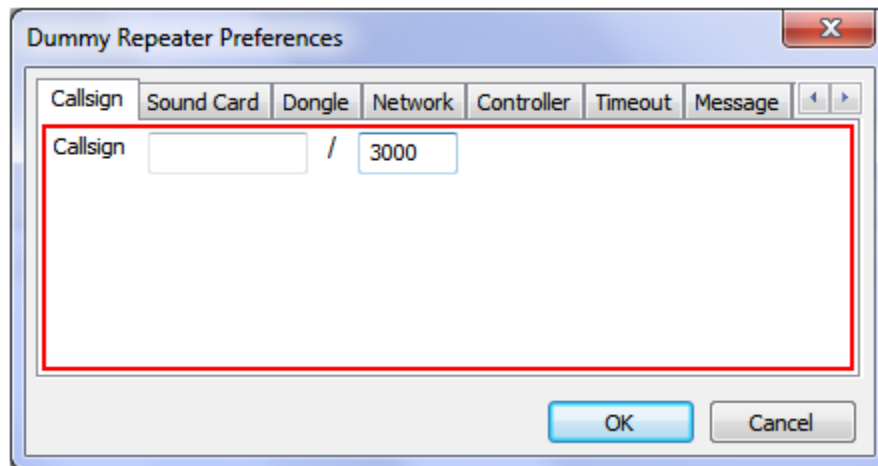 Dummy Repeater Preferences
Callsign Sound Card Dongle Network Controller Timeout Message
Callsign / 3000
OK Cancel